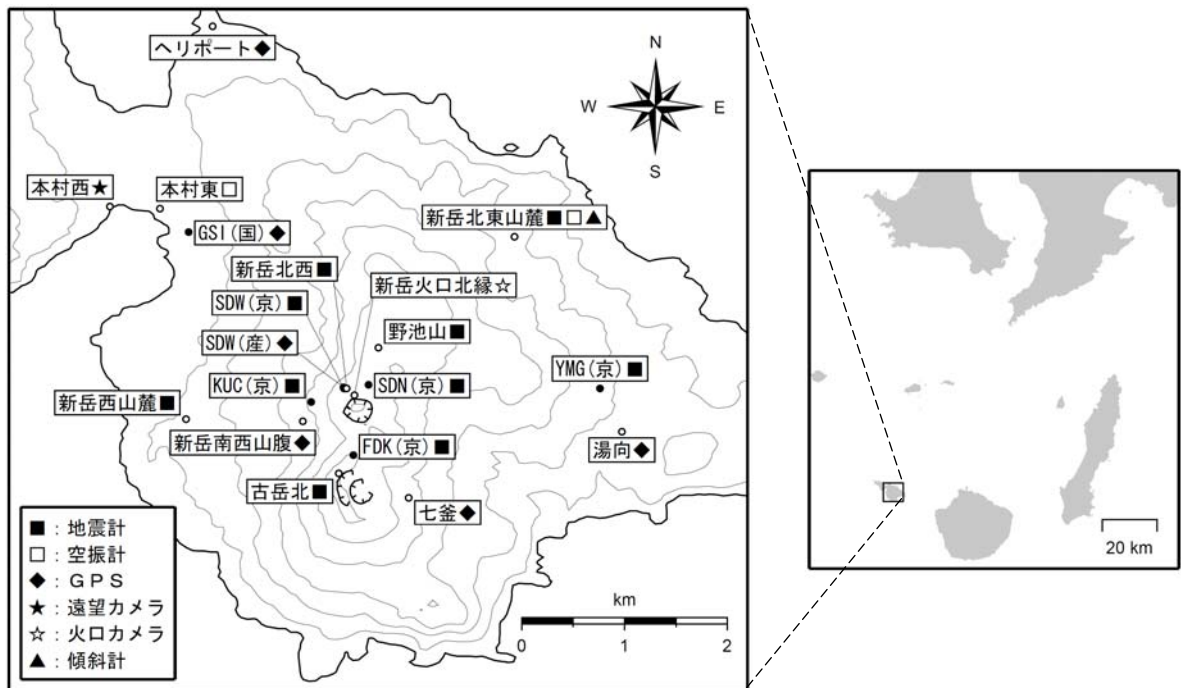 ヘリポート◆
N
W
E
S
本村西★
本村東□
GSI(国)◆
新岳北東山麓■□▲
新岳北西■
新岳火口北縁☆
SDW(京)■
野池山■
SDW(産)◆
YMG(京)■
KUC(京)■
SDN(京)■
新岳西山麓■
新岳南西山腹◆
FDK(京)■
湯向◆
古岳北■
七釜◆
■：地震計
□：空振計
◆：ＧＰＳ
★：遠望カメラ
☆：火口カメラ
▲：傾斜計
km
0 1 2
20 km